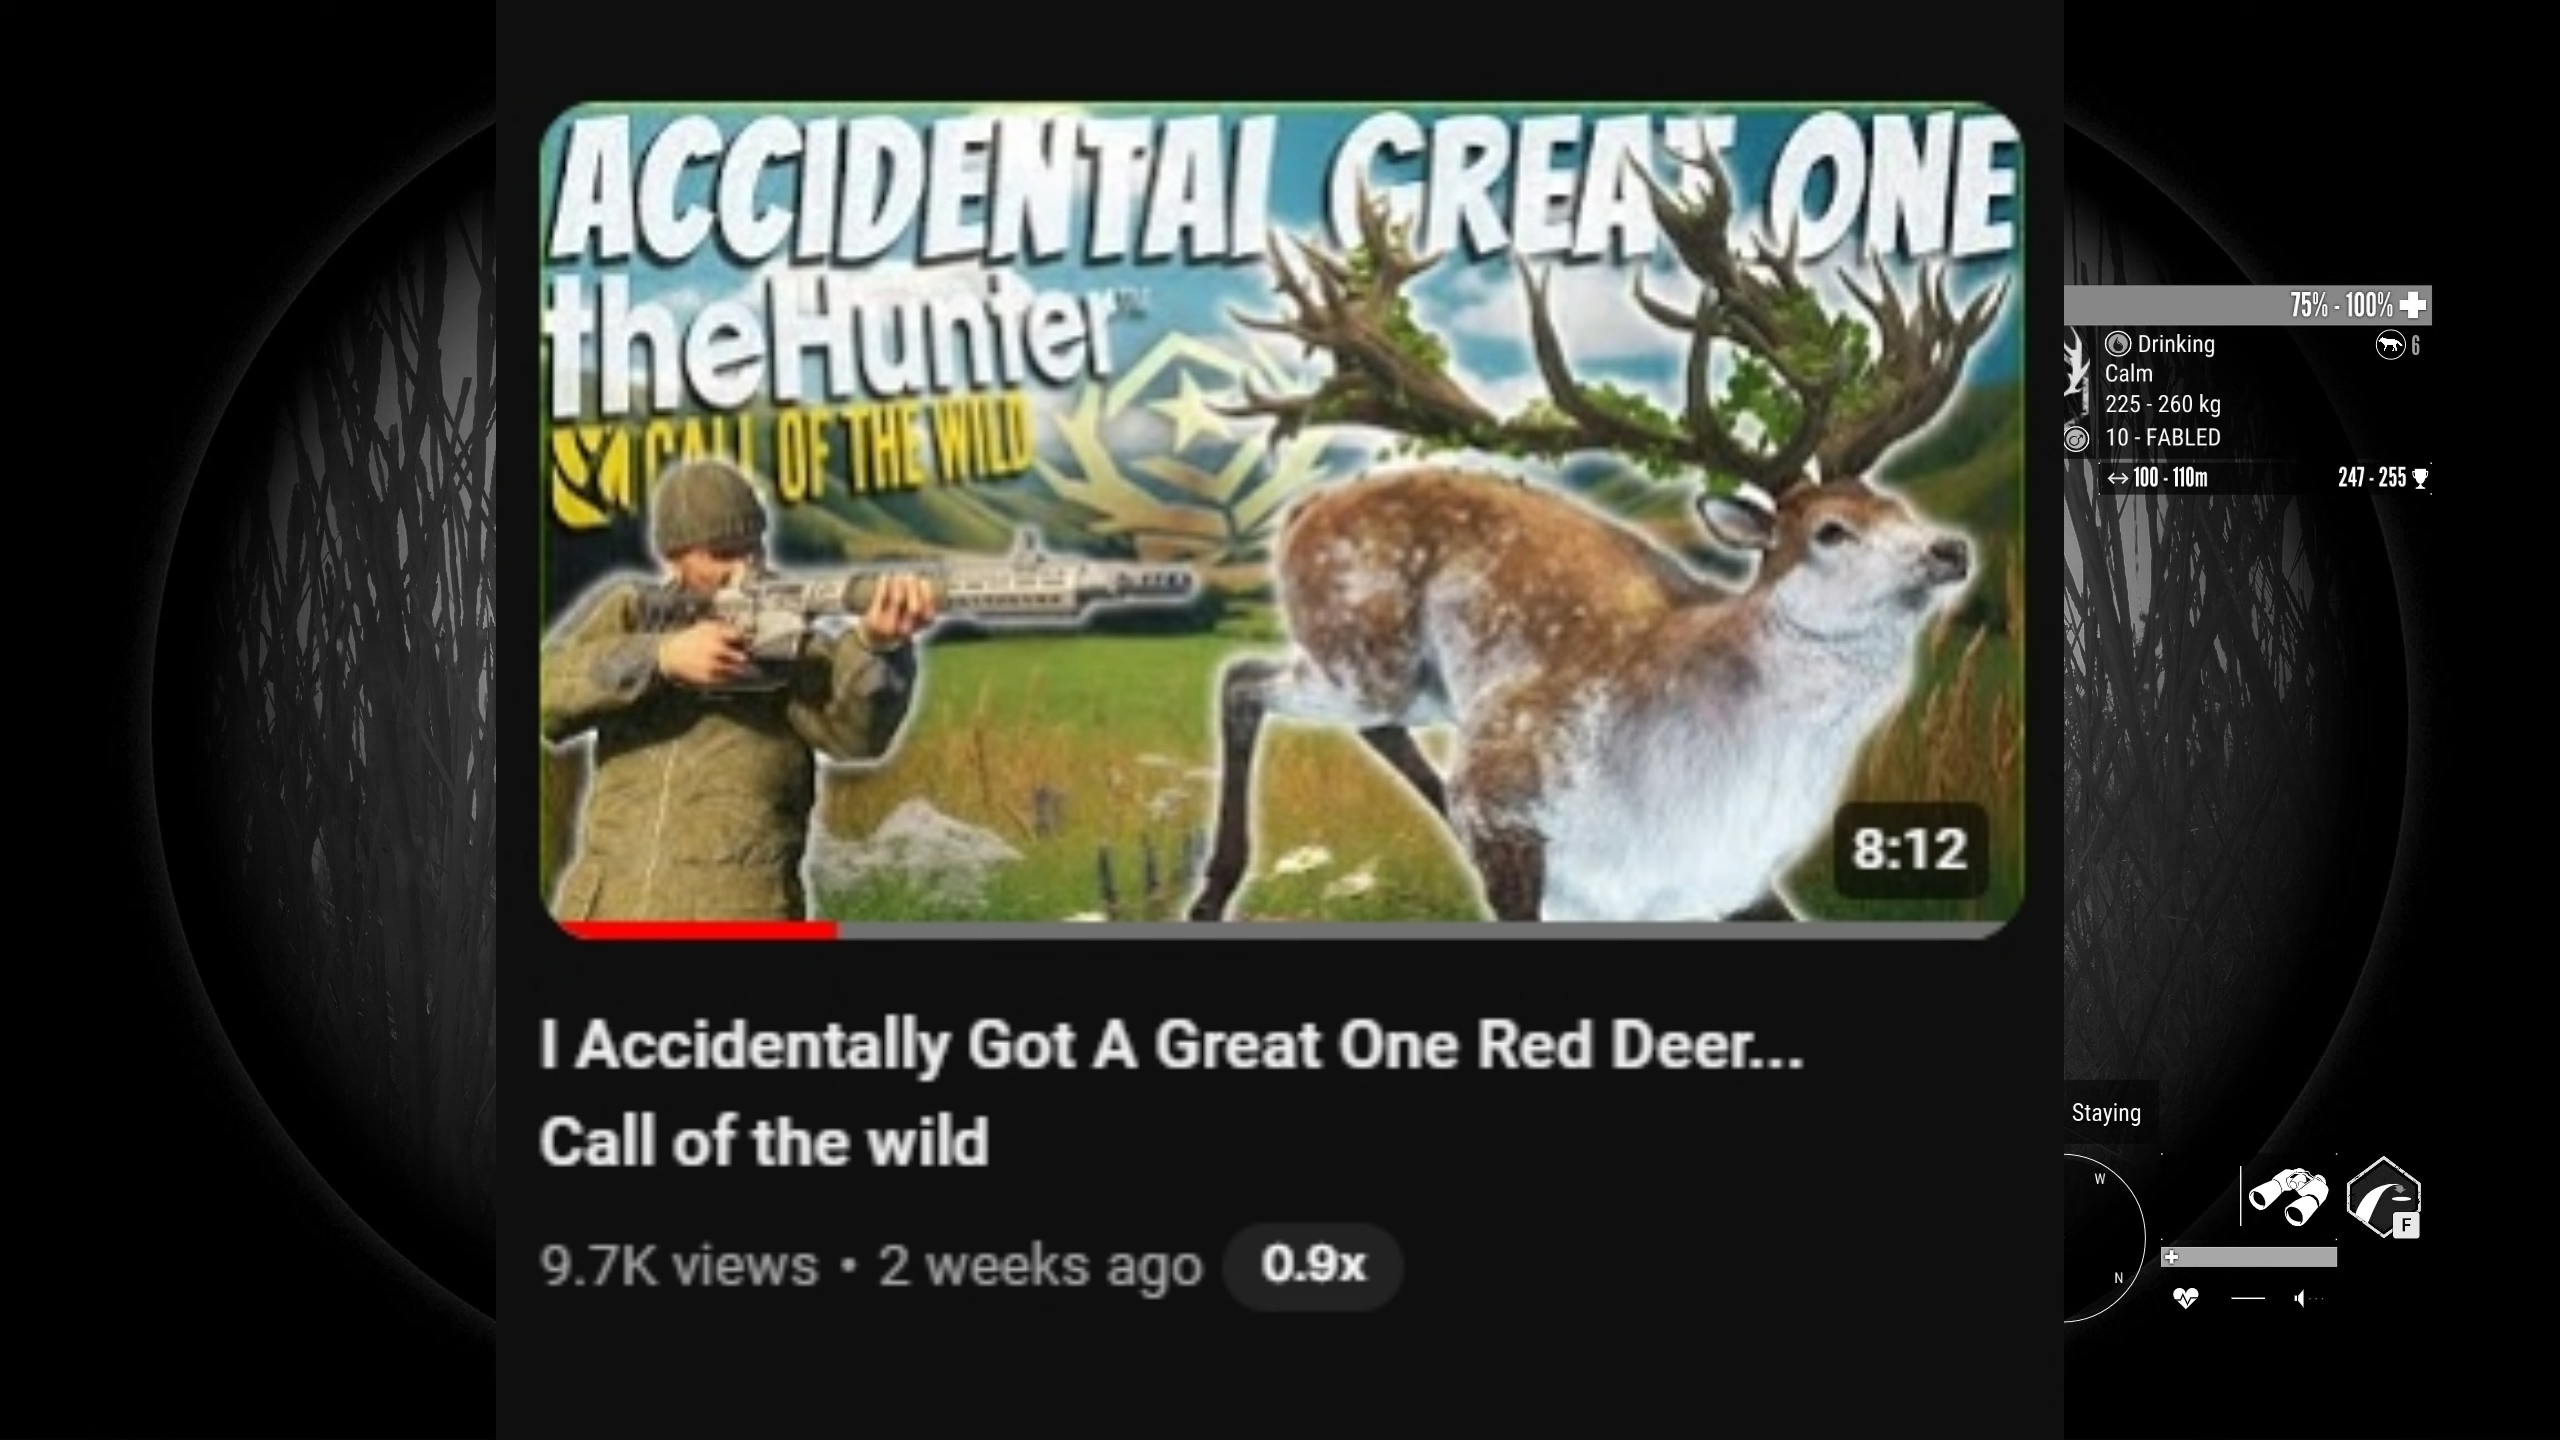 ACCIDENTAL GREAT ONE
theHunter
CALL OF THE WILD
8:12
I Accidentally Got A Great One Red Deer...
Call of the wild
9.7K views • 2 weeks ago 0.9x
75% - 100%
Drinking 6
Calm
225 - 260 kg
10 - FABLED
100 - 110m 247 - 255
Staying
W
N
F